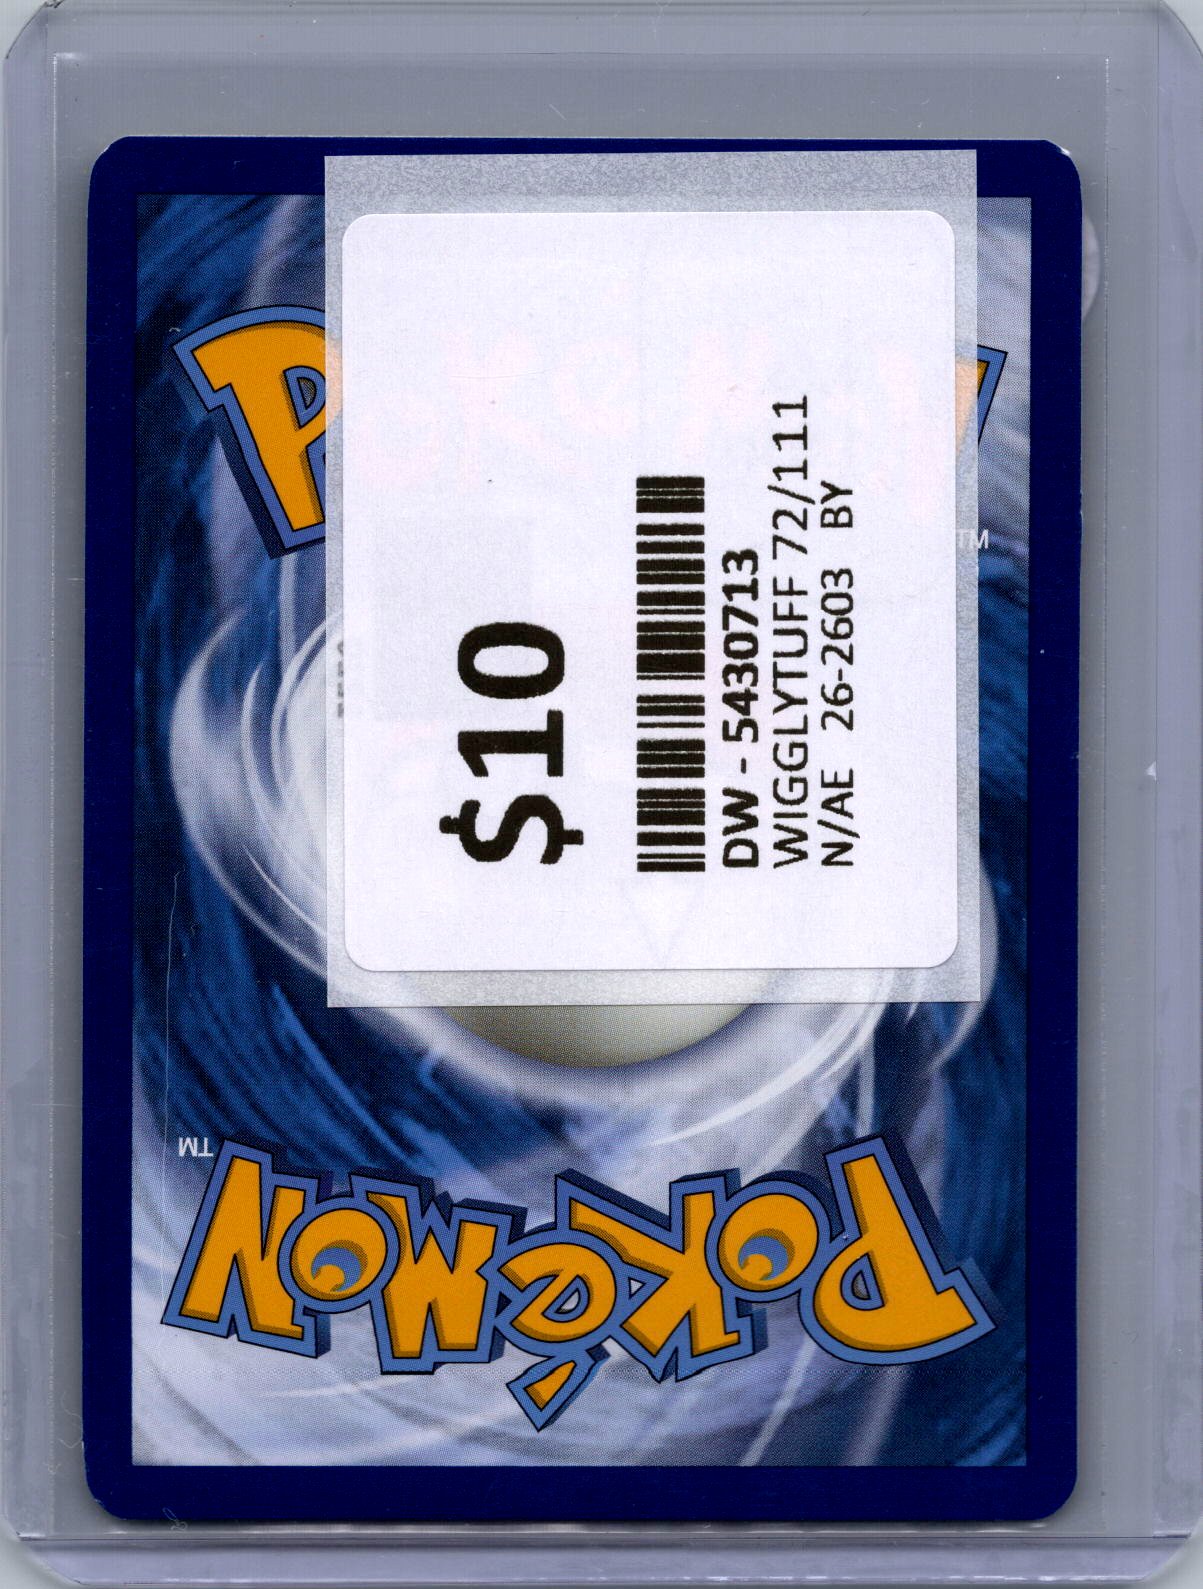 $10
DW - 5430713
WIGGLYTUFF 72/111
N/AE 26-2603 BY
TM
POKéMON
TM